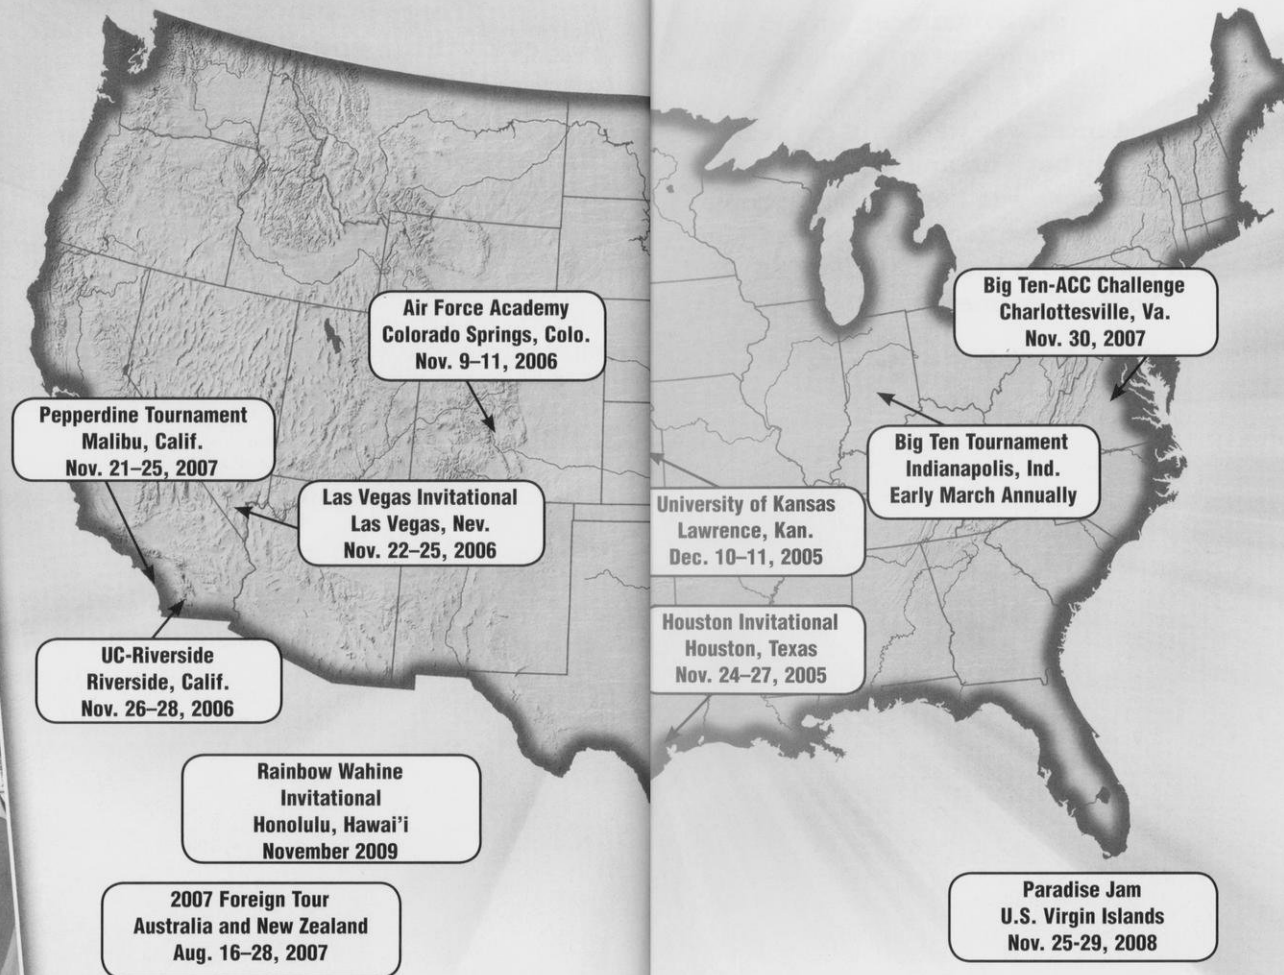 Air Force Academy
Colorado Springs, Colo.
Nov. 9–11, 2006
Big Ten-ACC Challenge
Charlottesville, Va.
Nov. 30, 2007
Pepperdine Tournament
Malibu, Calif.
Nov. 21–25, 2007
Big Ten Tournament
Indianapolis, Ind.
Early March Annually
Las Vegas Invitational
Las Vegas, Nev.
Nov. 22–25, 2006
University of Kansas
Lawrence, Kan.
Dec. 10–11, 2005
Houston Invitational
Houston, Texas
Nov. 24–27, 2005
UC-Riverside
Riverside, Calif.
Nov. 26–28, 2006
Rainbow Wahine
Invitational
Honolulu, Hawai'i
November 2009
2007 Foreign Tour
Australia and New Zealand
Aug. 16–28, 2007
Paradise Jam
U.S. Virgin Islands
Nov. 25-29, 2008